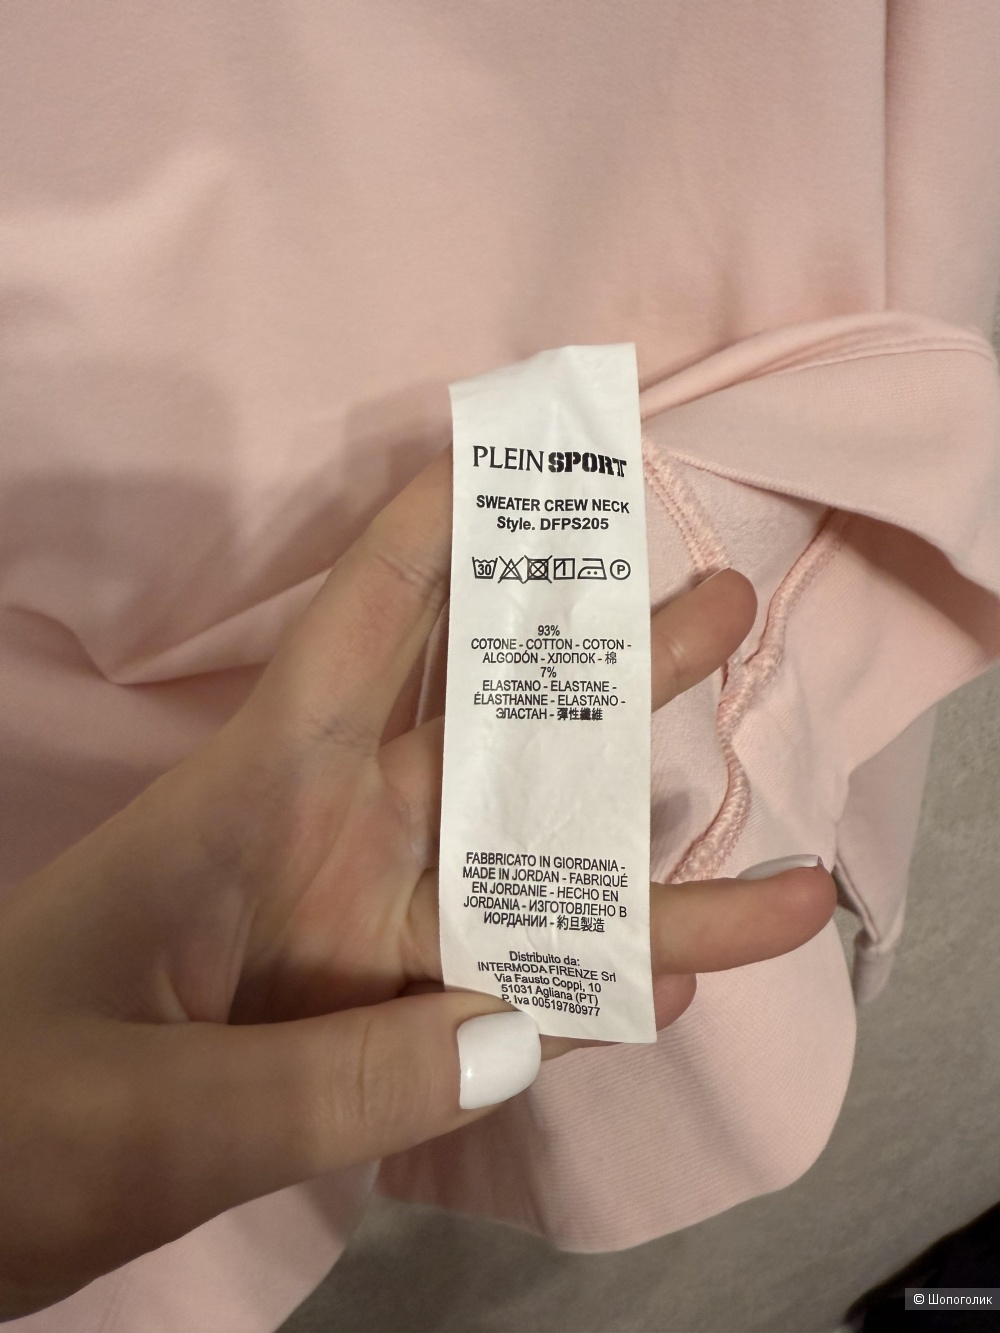 PLEIN SPORT
SWEATER CREW NECK
Style. DFPS205
30 P
93%
COTONE - COTTON - COTON -
ALGODÓN - ХЛОПОК - 棉
7%
ELASTANO - ELASTANE -
ÉLASTHANNE - ELASTANO -
ЭЛАСТАН - 彈性纖維
FABBRICATO IN GIORDANIA -
MADE IN JORDAN - FABRIQUÉ
EN JORDANIE - HECHO EN
JORDANIA - ИЗГОТОВЛЕНО В
ИОРДАНИИ - 約旦製造
Distribuito da:
INTERMODA FIRENZE Srl
Via Fausto Coppi, 10
51031 Agliana (PT)
P. Iva 00519780977
© Шопоголик